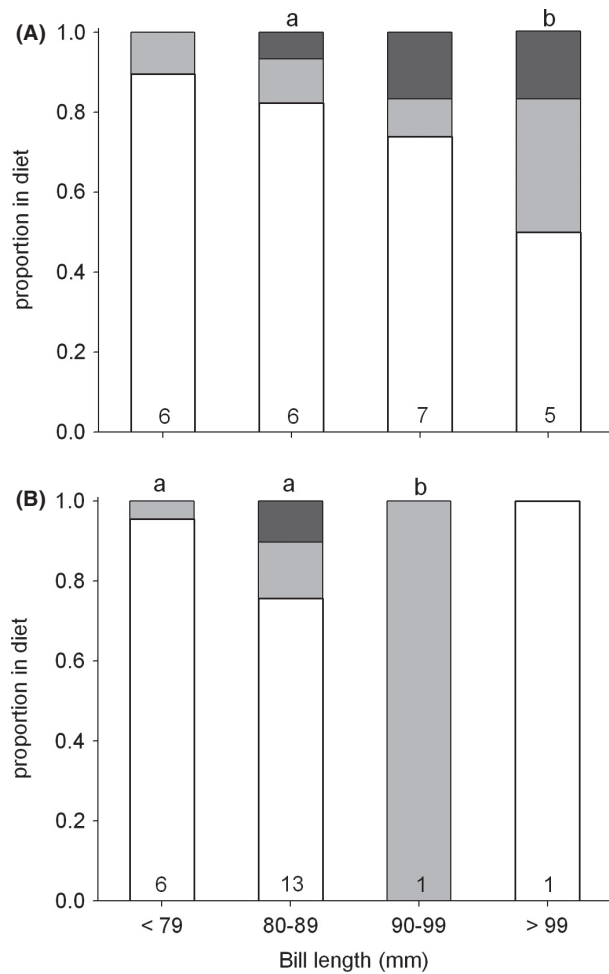 (A)
a b
1.0
0.8
0.6
0.4
0.2
0.0
proportion in diet
6 6 7 5
(B)
a a b
1.0
0.8
0.6
0.4
0.2
0.0
proportion in diet
6 13 1 1
< 79 80-89 90-99 > 99
Bill length (mm)